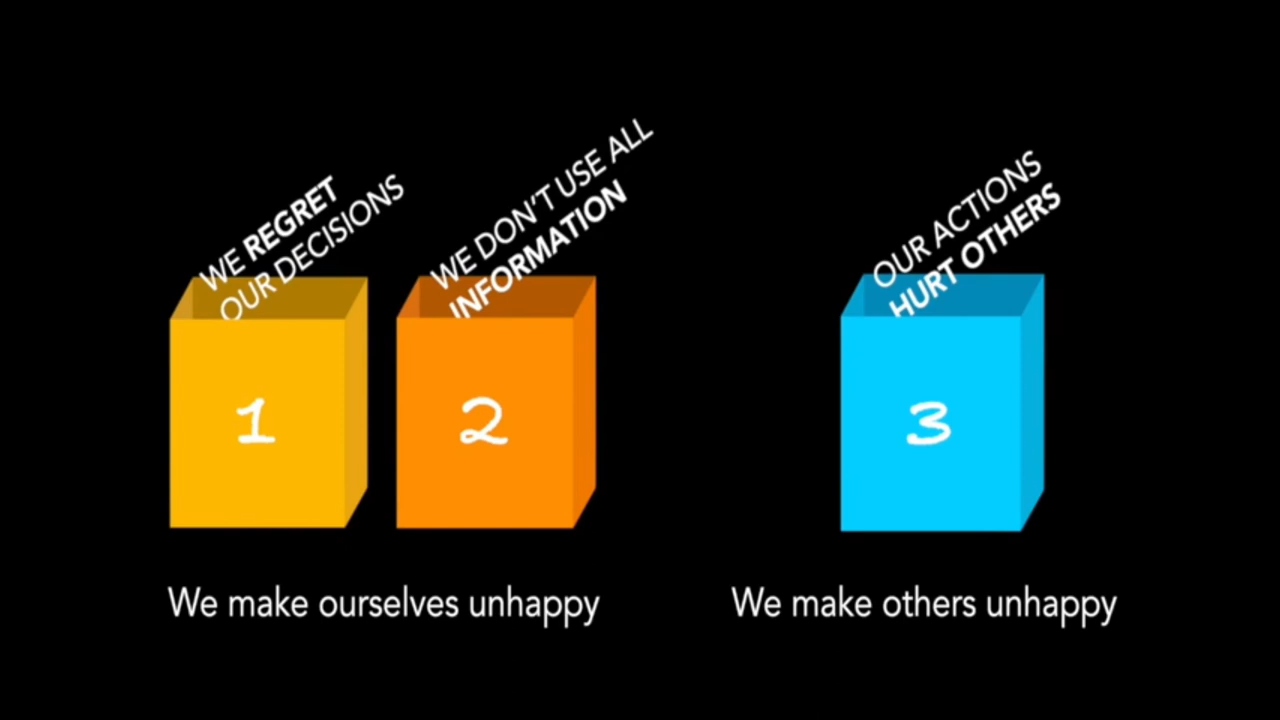 WE REGRET
OUR DECISIONS
WE DON'T USE ALL
INFORMATION
OUR ACTIONS
HURT OTHERS
1
2
3
We make ourselves unhappy
We make others unhappy